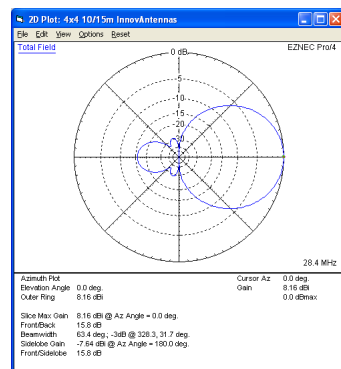 2D Plot: 4x4 10/15m InnovAntennas
File Edit View Options Reset
Total Field
EZNEC Pro/4
0 dB
-5
-10
-15
-20
-30
28.4 MHz
Azimuth Plot
Elevation Angle 0.0 deg.
Outer Ring 8.16 dBi
Cursor Az 0.0 deg.
Gain 8.16 dBi
0.0 dBmax
Slice Max Gain 8.16 dBi @ Az Angle = 0.0 deg.
Front/Back 15.8 dB
Beamwidth 63.4 deg.; -3dB @ 328.3, 31.7 deg.
Sidelobe Gain -7.64 dBi @ Az Angle = 180.0 deg.
Front/Sidelobe 15.8 dB